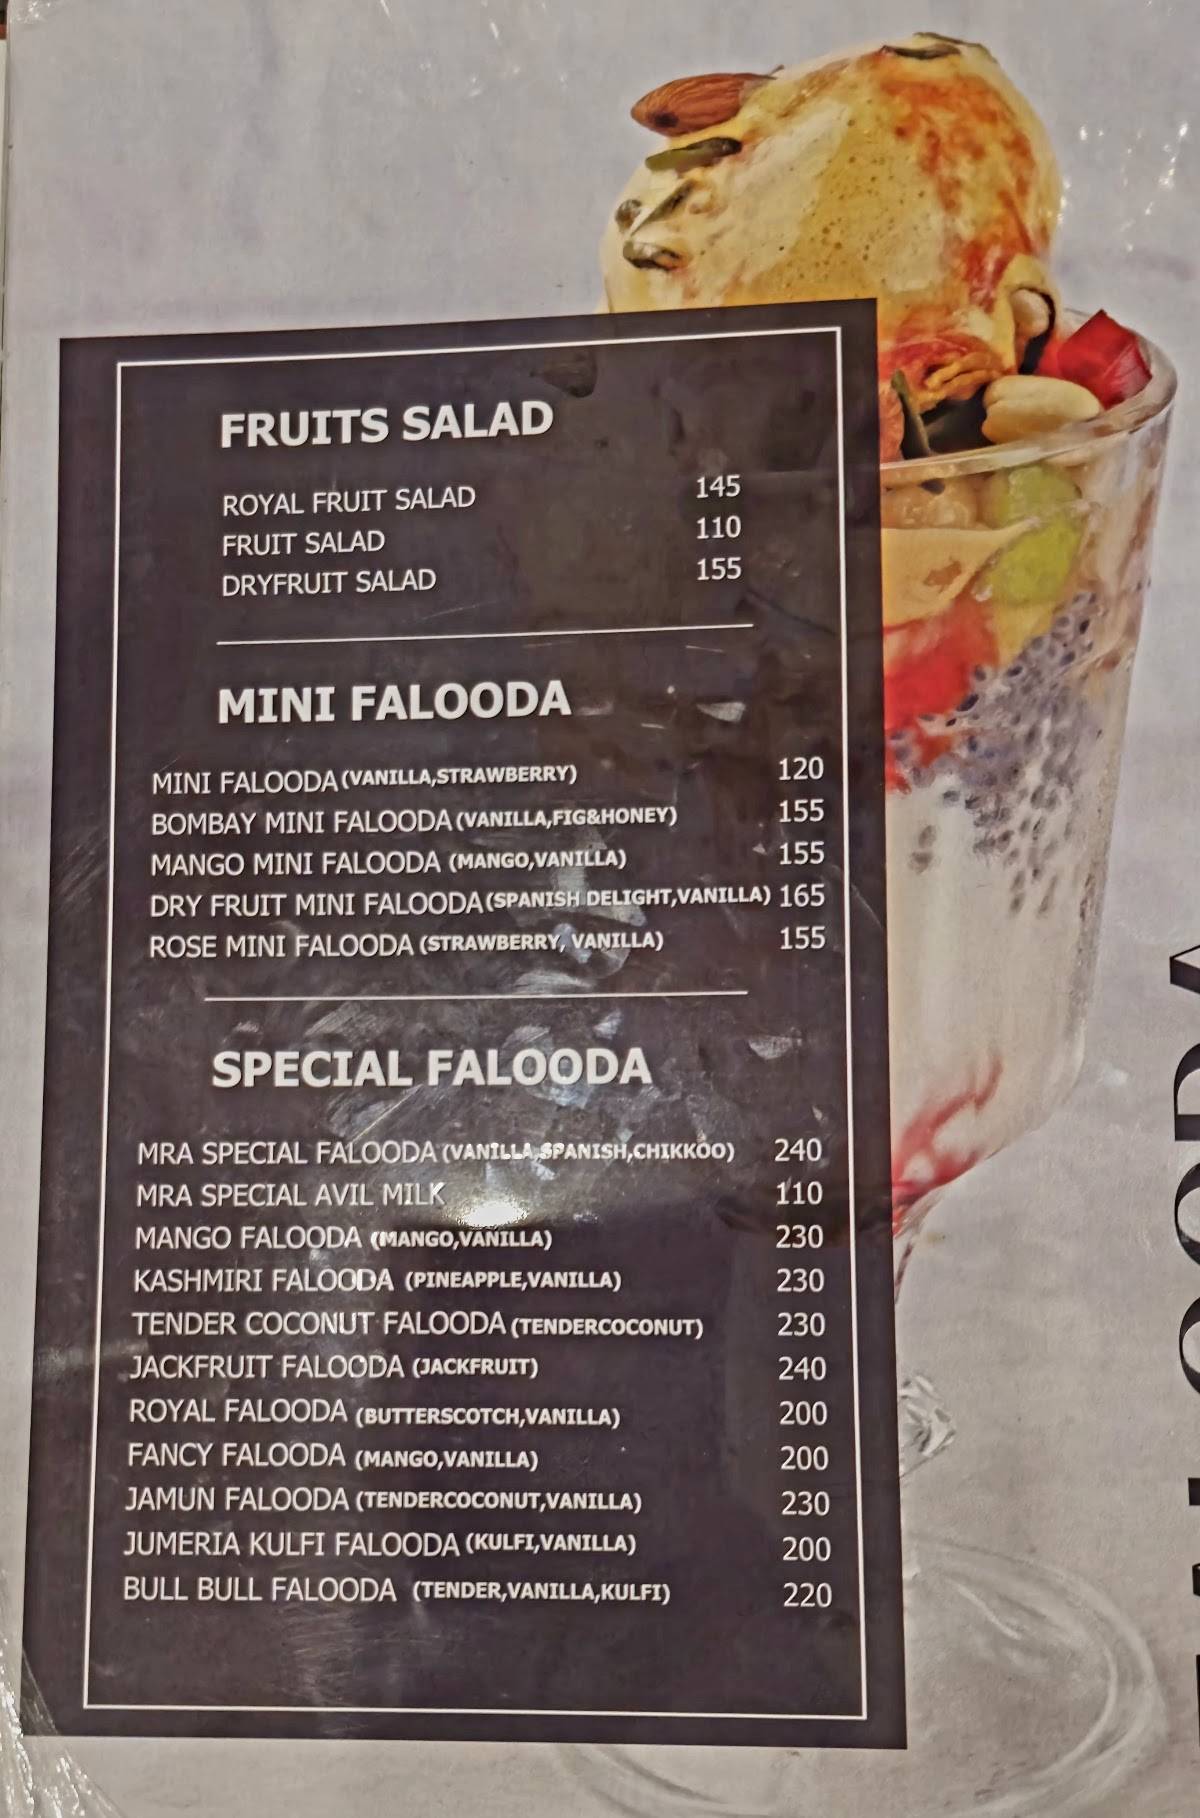 FRUITS SALAD
ROYAL FRUIT SALAD 145
FRUIT SALAD 110
DRYFRUIT SALAD 155
MINI FALOODA
MINI FALOODA (VANILLA,STRAWBERRY) 120
BOMBAY MINI FALOODA (VANILLA,FIG&HONEY) 155
MANGO MINI FALOODA (MANGO,VANILLA) 155
DRY FRUIT MINI FALOODA (SPANISH DELIGHT,VANILLA) 165
ROSE MINI FALOODA (STRAWBERRY, VANILLA) 155
SPECIAL FALOODA
MRA SPECIAL FALOODA (VANILLA,SPANISH,CHIKKOO) 240
MRA SPECIAL AVIL MILK 110
MANGO FALOODA (MANGO,VANILLA) 230
KASHMIRI FALOODA (PINEAPPLE,VANILLA) 230
TENDER COCONUT FALOODA (TENDERCOCONUT) 230
JACKFRUIT FALOODA (JACKFRUIT) 240
ROYAL FALOODA (BUTTERSCOTCH,VANILLA) 200
FANCY FALOODA (MANGO,VANILLA) 200
JAMUN FALOODA (TENDERCOCONUT,VANILLA) 230
JUMERIA KULFI FALOODA (KULFI,VANILLA) 200
BULL BULL FALOODA (TENDER,VANILLA,KULFI) 220